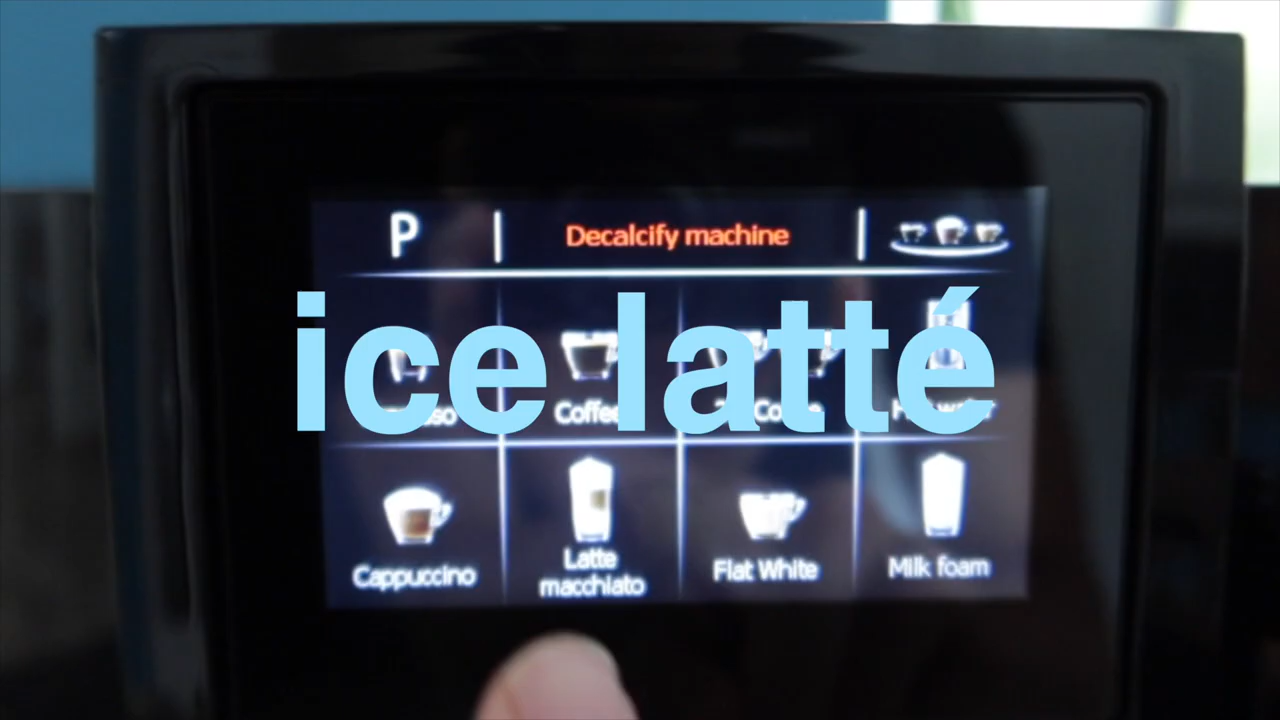 P
Decalcify machine
ice latté
Coffee
Cappuccino
Latte
macchiato
Flat White
Milk foam